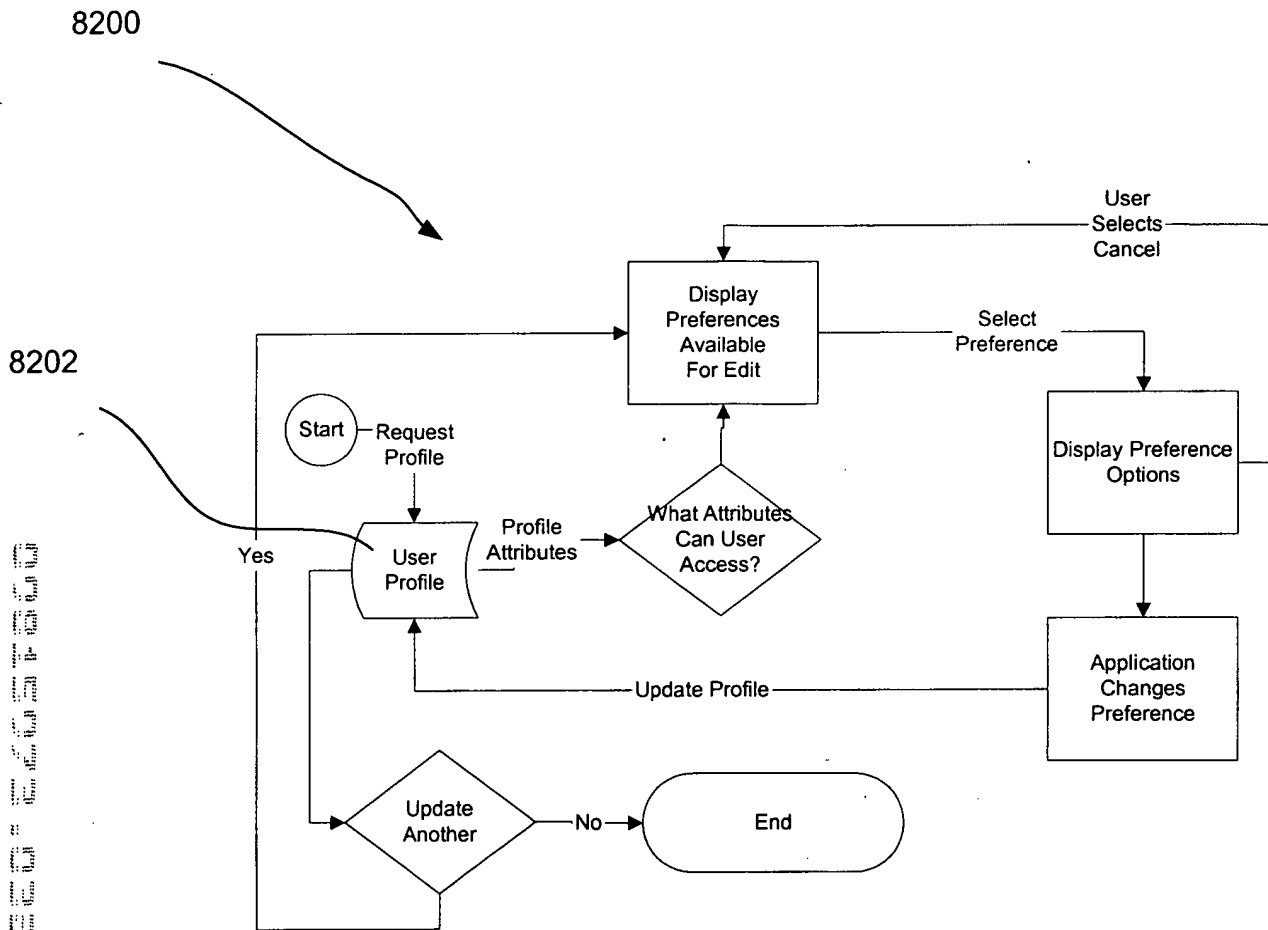 8200
User
Selects
Cancel
Display
Preferences
Available
For Edit
Select
Preference
8202
Start
Request
Profile
Display Preference
Options
What Attributes
Can User
Access?
Profile
Attributes
User
Profile
Yes
Application
Changes
Preference
Update Profile
Update
Another
No
End